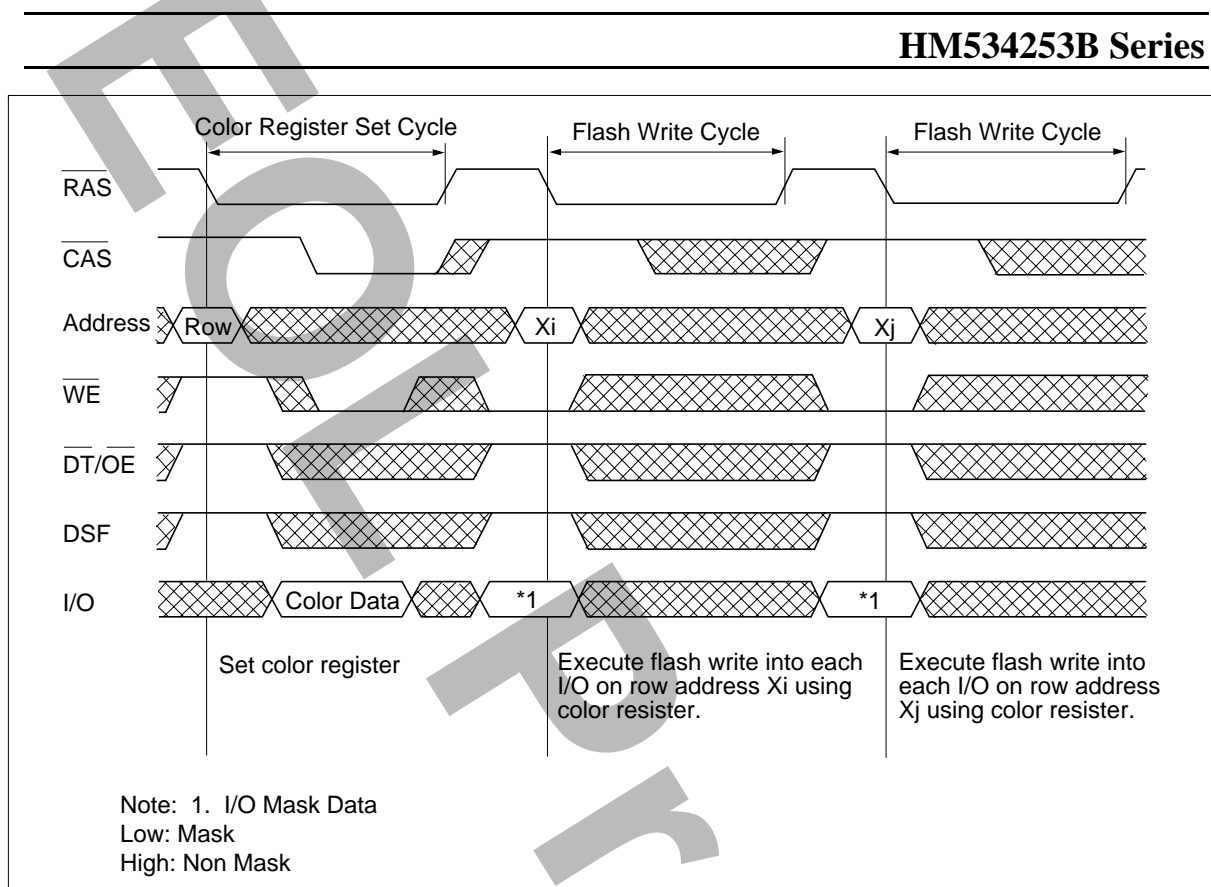 HM534253B Series
Color Register Set Cycle Flash Write Cycle Flash Write Cycle
RAS
CAS
Address Row Xi Xj
WE
DT/OE
DSF
I/O Color Data *1 *1
Set color register
Execute flash write into each
I/O on row address Xi using
color resister.
Execute flash write into
each I/O on row address
Xj using color resister.
Note: 1. I/O Mask Data
Low: Mask
High: Non Mask
EOL Pr